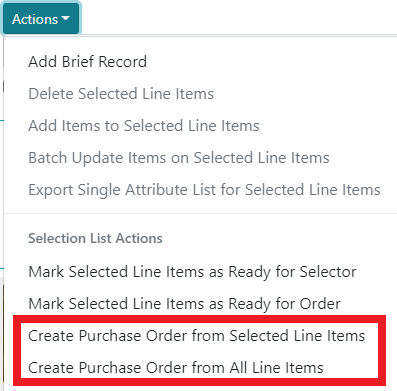 Actions
Add Brief Record
Delete Selected Line Items
Add Items to Selected Line Items
Batch Update Items on Selected Line Items
Export Single Attribute List for Selected Line Items
Selection List Actions
Mark Selected Line Items as Ready for Selector
Mark Selected Line Items as Ready for Order
Create Purchase Order from Selected Line Items
Create Purchase Order from All Line Items